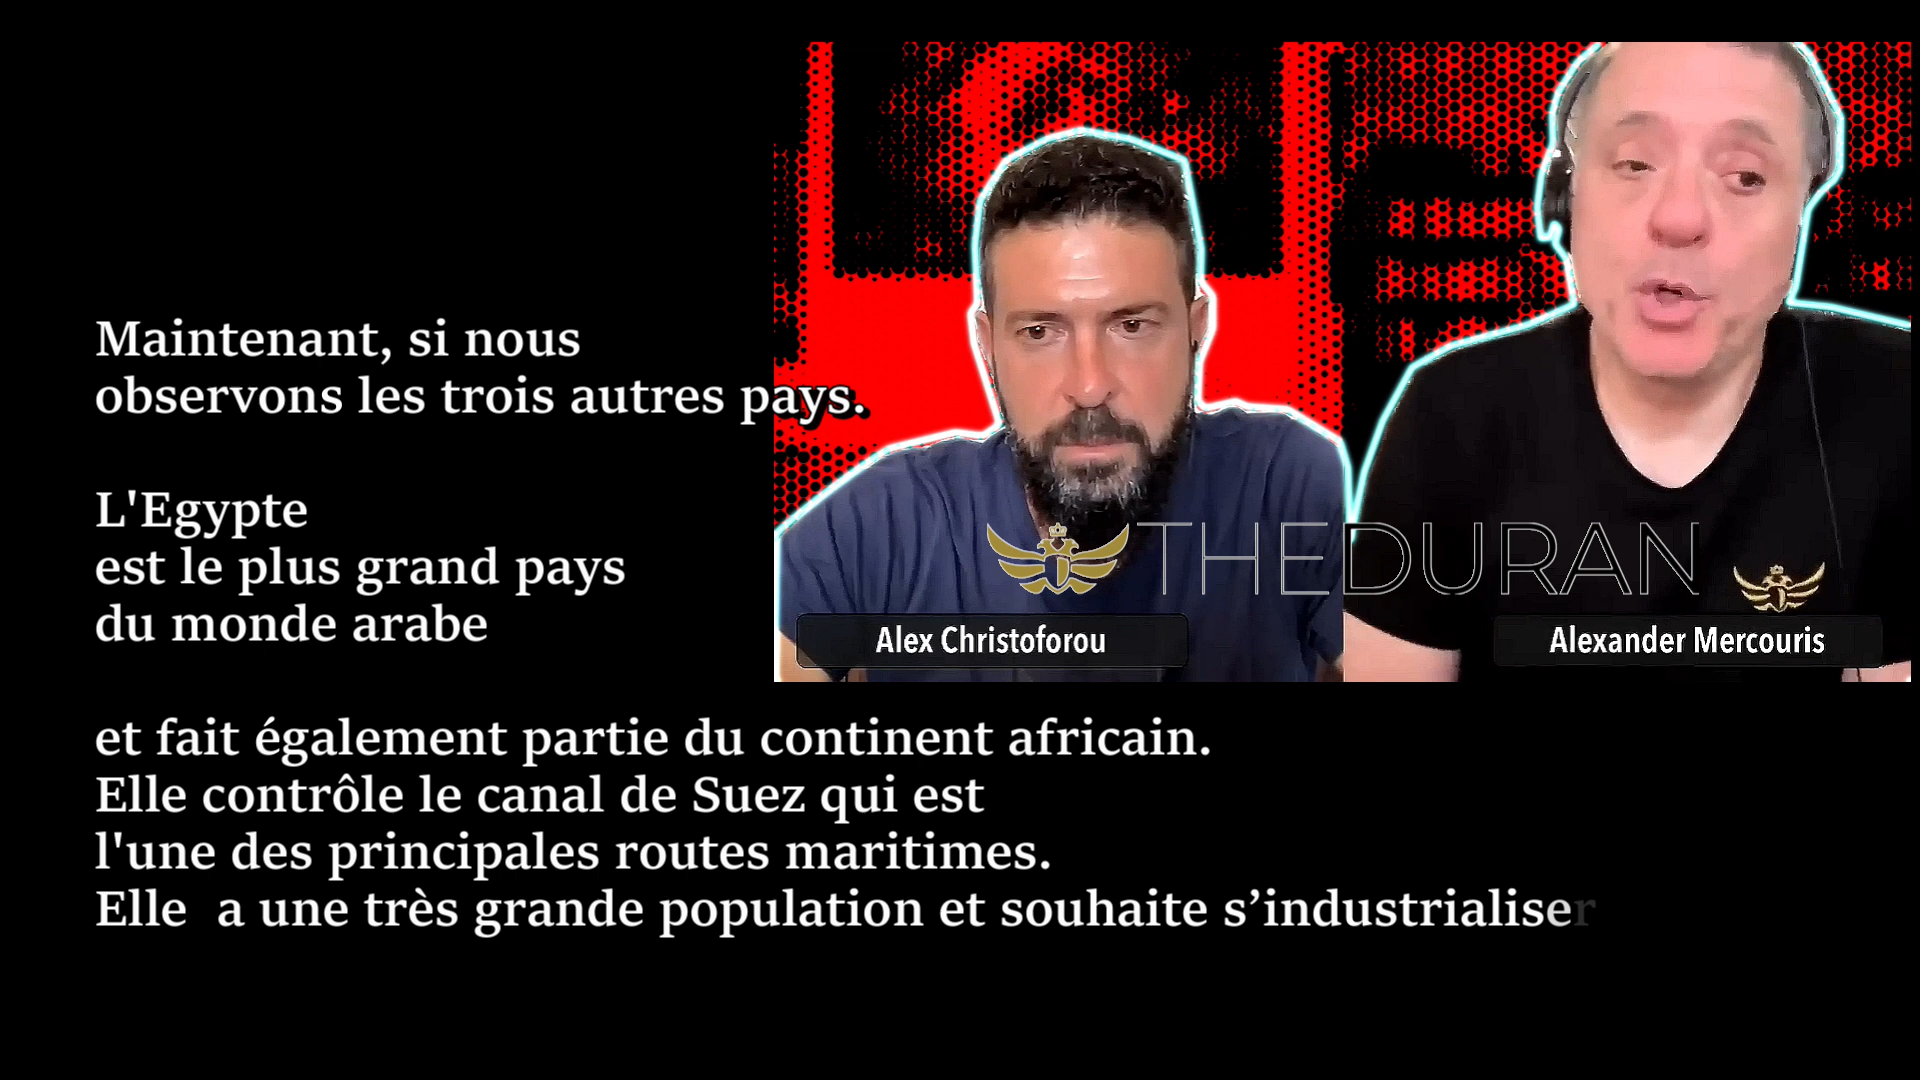 Maintenant, si nous
observons les trois autres pays.
L'Egypte
est le plus grand pays
du monde arabe
et fait également partie du continent africain.
Elle contrôle le canal de Suez qui est
l'une des principales routes maritimes.
Elle  a une très grande population et souhaite s’industrialiser
THEDURAN
Alex Christoforou
Alexander Mercouris